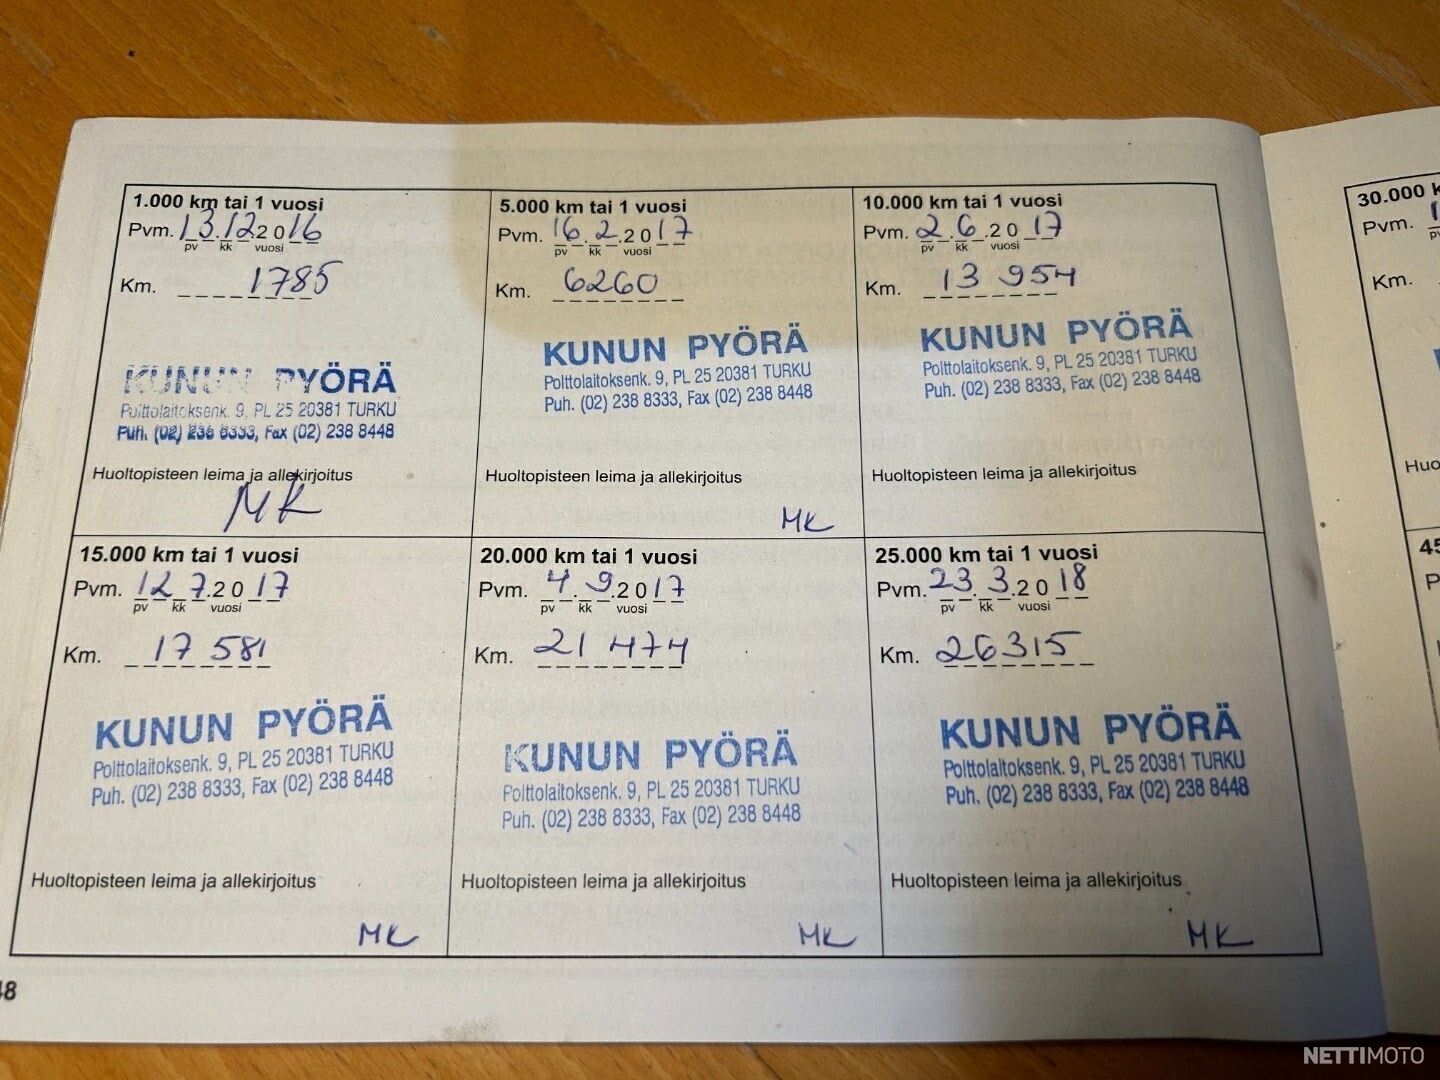 1.000 km tai 1 vuosi
Pvm. 13.12.2016
pv kk vuosi
Km. 1785
KUNUN PYÖRÄ
Polttolaitoksenk. 9, PL 25 20381 TURKU
Puh. (02) 238 8333, Fax (02) 238 8448
Huoltopisteen leima ja allekirjoitus
MK
5.000 km tai 1 vuosi
Pvm. 16.2.2017
pv kk vuosi
Km. 6260
KUNUN PYÖRÄ
Polttolaitoksenk. 9, PL 25 20381 TURKU
Puh. (02) 238 8333, Fax (02) 238 8448
Huoltopisteen leima ja allekirjoitus
MK
10.000 km tai 1 vuosi
Pvm. 2.6.2017
pv kk vuosi
Km. 13 954
KUNUN PYÖRÄ
Polttolaitoksenk. 9, PL 25 20381 TURKU
Puh. (02) 238 8333, Fax (02) 238 8448
Huoltopisteen leima ja allekirjoitus
15.000 km tai 1 vuosi
Pvm. 12.7.2017
pv kk vuosi
Km. 17 581
KUNUN PYÖRÄ
Polttolaitoksenk. 9, PL 25 20381 TURKU
Puh. (02) 238 8333, Fax (02) 238 8448
Huoltopisteen leima ja allekirjoitus
MK
20.000 km tai 1 vuosi
Pvm. 4.9.2017
pv kk vuosi
Km. 21 474
KUNUN PYÖRÄ
Polttolaitoksenk. 9, PL 25 20381 TURKU
Puh. (02) 238 8333, Fax (02) 238 8448
Huoltopisteen leima ja allekirjoitus
MK
25.000 km tai 1 vuosi
Pvm. 23.3.2018
pv kk vuosi
Km. 26315
KUNUN PYÖRÄ
Polttolaitoksenk. 9, PL 25 20381 TURKU
Puh. (02) 238 8333, Fax (02) 238 8448
Huoltopisteen leima ja allekirjoitus
MK
30.000
Pvm.
Km.
NETTIMOTO